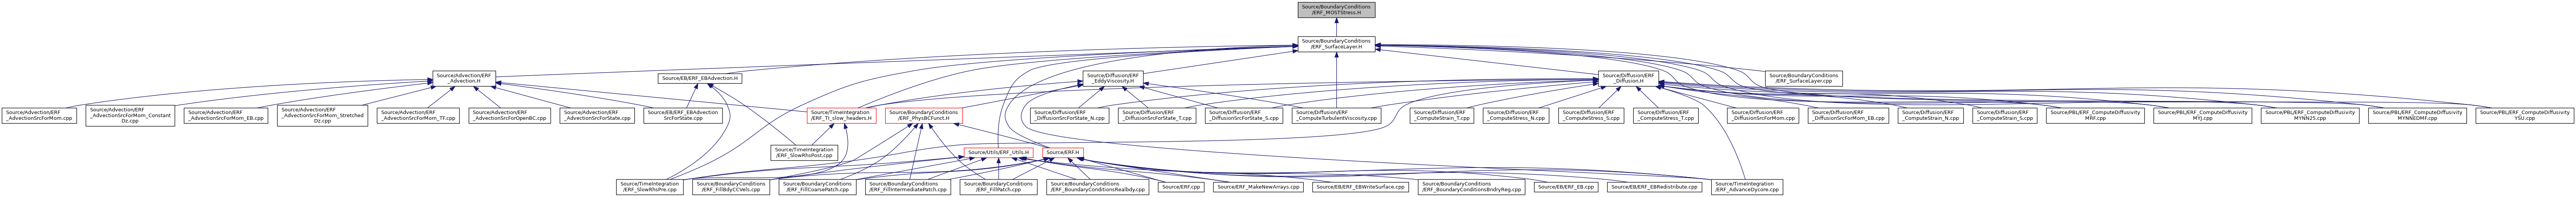 Source/BoundaryConditions
/ERF_MOSTStress.H
Source/BoundaryConditions
/ERF_SurfaceLayer.H
Source/Advection/ERF
_Advection.H
Source/EB/ERF_EBAdvection.H
Source/Diffusion/ERF
_EddyViscosity.H
Source/Diffusion/ERF
_Diffusion.H
Source/BoundaryConditions
/ERF_SurfaceLayer.cpp
Source/Advection/ERF
_AdvectionSrcForMom.cpp
Source/Advection/ERF
_AdvectionSrcForMom_Constant
Dz.cpp
Source/Advection/ERF
_AdvectionSrcForMom_EB.cpp
Source/Advection/ERF
_AdvectionSrcForMom_Stretched
Dz.cpp
Source/Advection/ERF
_AdvectionSrcForMom_TF.cpp
Source/Advection/ERF
_AdvectionSrcForOpenBC.cpp
Source/Advection/ERF
_AdvectionSrcForState.cpp
Source/EB/ERF_EBAdvection
SrcForState.cpp
Source/TimeIntegration
/ERF_TI_slow_headers.H
Source/BoundaryConditions
/ERF_PhysBCFunct.H
Source/Diffusion/ERF
_DiffusionSrcForState_N.cpp
Source/Diffusion/ERF
_DiffusionSrcForState_T.cpp
Source/Diffusion/ERF
_DiffusionSrcForState_S.cpp
Source/Diffusion/ERF
_ComputeTurbulentViscosity.cpp
Source/Diffusion/ERF
_ComputeStrain_T.cpp
Source/Diffusion/ERF
_ComputeStress_N.cpp
Source/Diffusion/ERF
_ComputeStress_S.cpp
Source/Diffusion/ERF
_ComputeStress_T.cpp
Source/Diffusion/ERF
_DiffusionSrcForMom.cpp
Source/Diffusion/ERF
_DiffusionSrcForMom_EB.cpp
Source/Diffusion/ERF
_ComputeStrain_N.cpp
Source/Diffusion/ERF
_ComputeStrain_S.cpp
Source/PBL/ERF_ComputeDiffusivity
MRF.cpp
Source/PBL/ERF_ComputeDiffusivity
MYJ.cpp
Source/PBL/ERF_ComputeDiffusivity
MYNN25.cpp
Source/PBL/ERF_ComputeDiffusivity
MYNNEDMF.cpp
Source/PBL/ERF_ComputeDiffusivity
YSU.cpp
Source/TimeIntegration
/ERF_SlowRhsPost.cpp
Source/Utils/ERF_Utils.H
Source/ERF.H
Source/TimeIntegration
/ERF_SlowRhsPre.cpp
Source/BoundaryConditions
/ERF_FillBdyCCVels.cpp
Source/BoundaryConditions
/ERF_FillCoarsePatch.cpp
Source/BoundaryConditions
/ERF_FillIntermediatePatch.cpp
Source/BoundaryConditions
/ERF_FillPatch.cpp
Source/BoundaryConditions
/ERF_BoundaryConditionsRealbdy.cpp
Source/ERF.cpp
Source/ERF_MakeNewArrays.cpp
Source/EB/ERF_EBWriteSurface.cpp
Source/BoundaryConditions
/ERF_BoundaryConditionsBndryReg.cpp
Source/EB/ERF_EB.cpp
Source/EB/ERF_EBRedistribute.cpp
Source/TimeIntegration
/ERF_AdvanceDycore.cpp